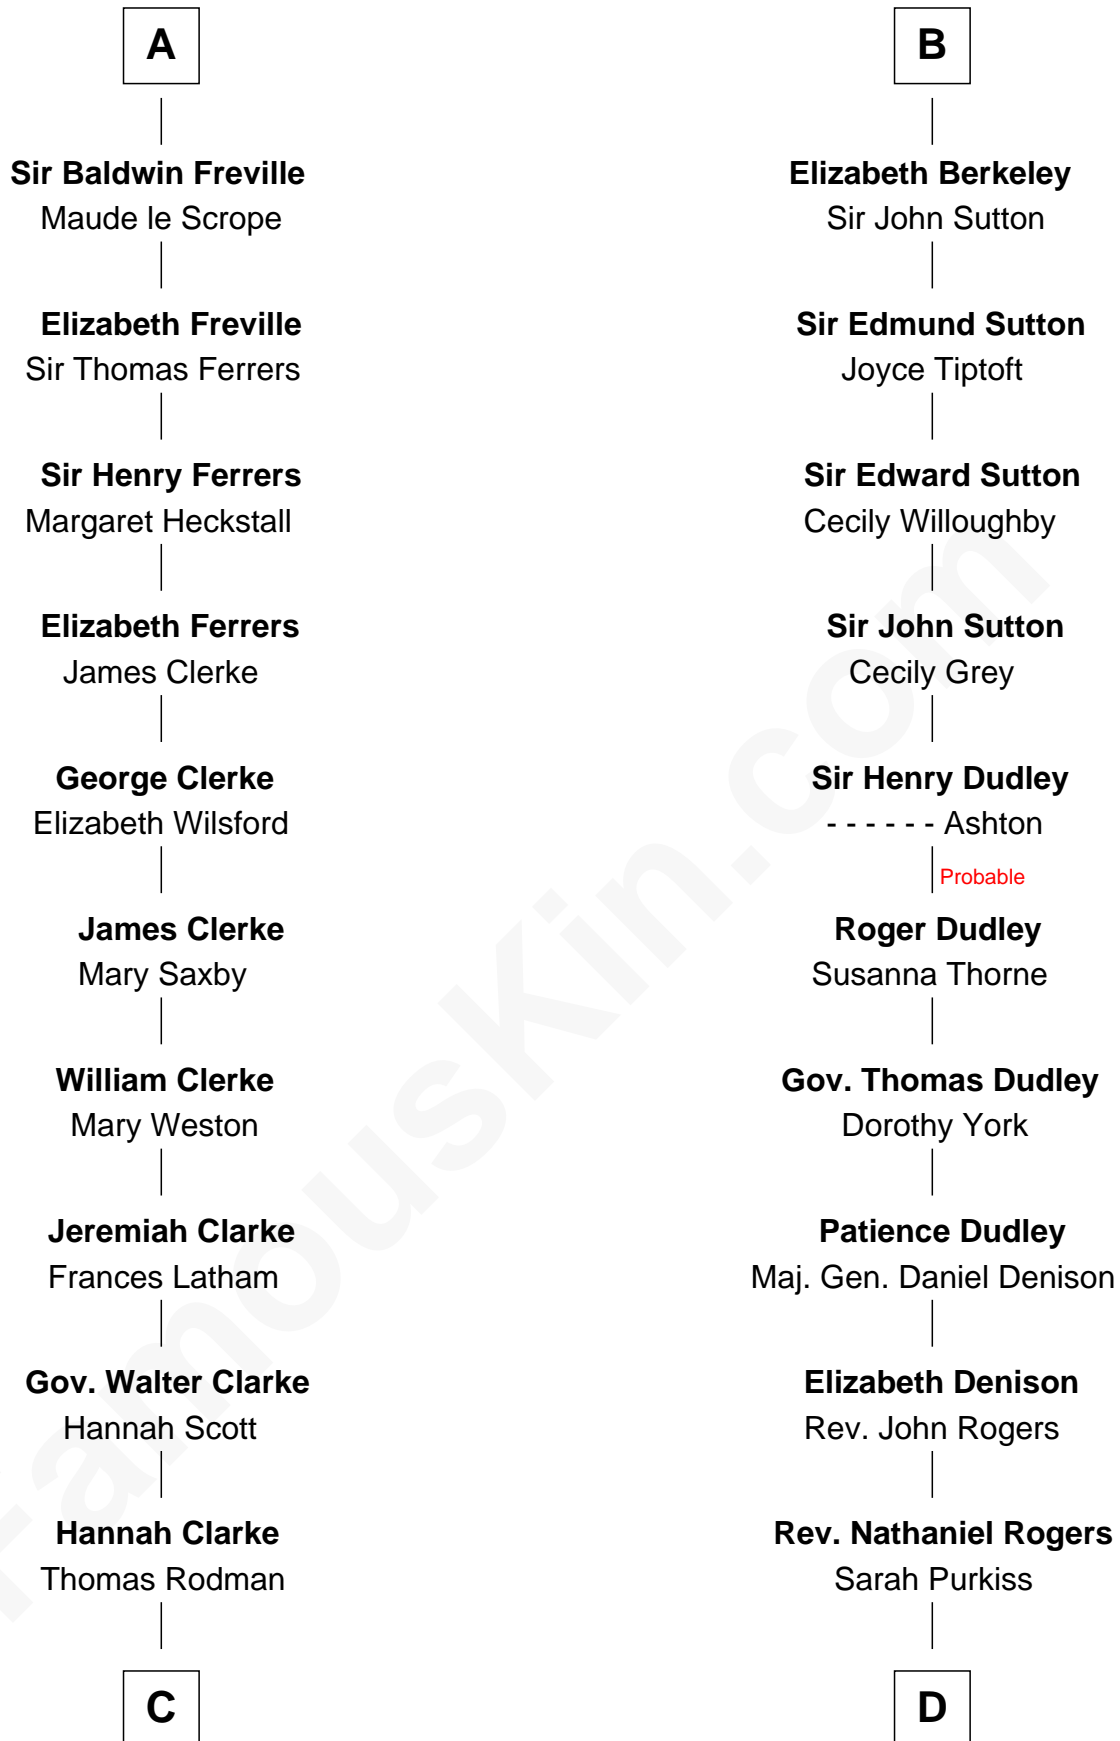 A
Sir Baldwin Freville
Maude le Scrope
Elizabeth Freville
Sir Thomas Ferrers
Sir Henry Ferrers
Margaret Heckstall
Elizabeth Ferrers
James Clerke
George Clerke
Elizabeth Wilsford
James Clerke
Mary Saxby
William Clerke
Mary Weston
Jeremiah Clarke
Frances Latham
Gov. Walter Clarke
Hannah Scott
Hannah Clarke
Thomas Rodman
C
B
Elizabeth Berkeley
Sir John Sutton
Sir Edmund Sutton
Joyce Tiptoft
Sir Edward Sutton
Cecily Willoughby
Sir John Sutton
Cecily Grey
Sir Henry Dudley
- - - - - - Ashton
Probable
Roger Dudley
Susanna Thorne
Gov. Thomas Dudley
Dorothy York
Patience Dudley
Maj. Gen. Daniel Denison
Elizabeth Denison
Rev. John Rogers
Rev. Nathaniel Rogers
Sarah Purkiss
D
FamousKin.com